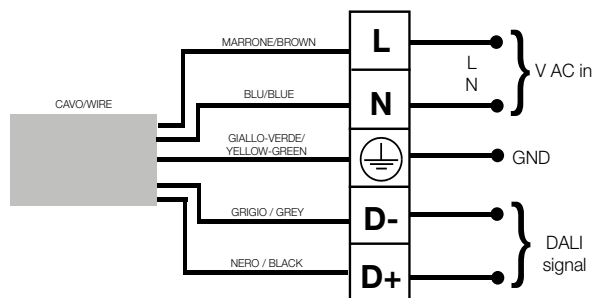 MARRONE/BROWN
L
L
N
V AC in
BLU/BLUE
N
CAVO/WIRE
GIALLO-VERDE/
YELLOW-GREEN
GND
GRIGIO / GREY
D-
DALI
signal
NERO / BLACK
D+